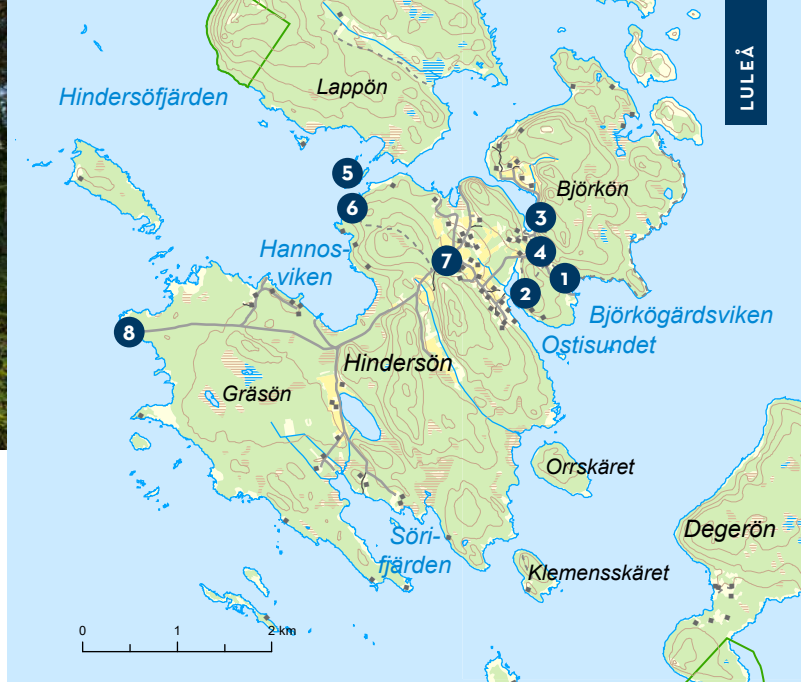 LULEÅ
Hindersöfjärden
Lappön
5
6
Björkön
3
Hannos-
viken
7
4
1
2
Björkögärdsviken
Ostisundet
8
Hindersön
Gräsön
Orrskäret
Degerön
Söri-
fjärden
Klemensskäret
0 1 2 km